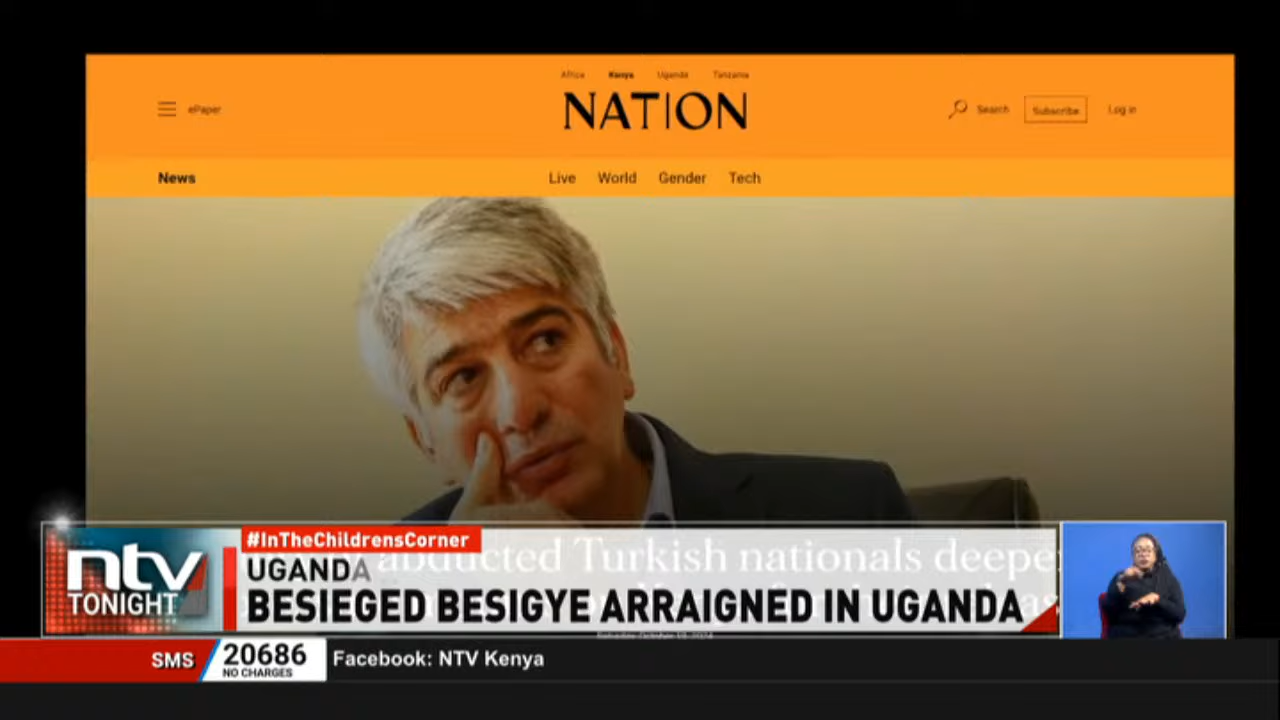 Africa Kenya Uganda Tanzania
ePaper
NATION
Search Subscribe Log in
News Live World Gender Tech
abducted Turkish nationals deepe
#InTheChildrensCorner
UGANDA
BESIEGED BESIGYE ARRAIGNED IN UGANDA
ntv
TONIGHT
SMS 20686
NO CHARGES
Facebook: NTV Kenya